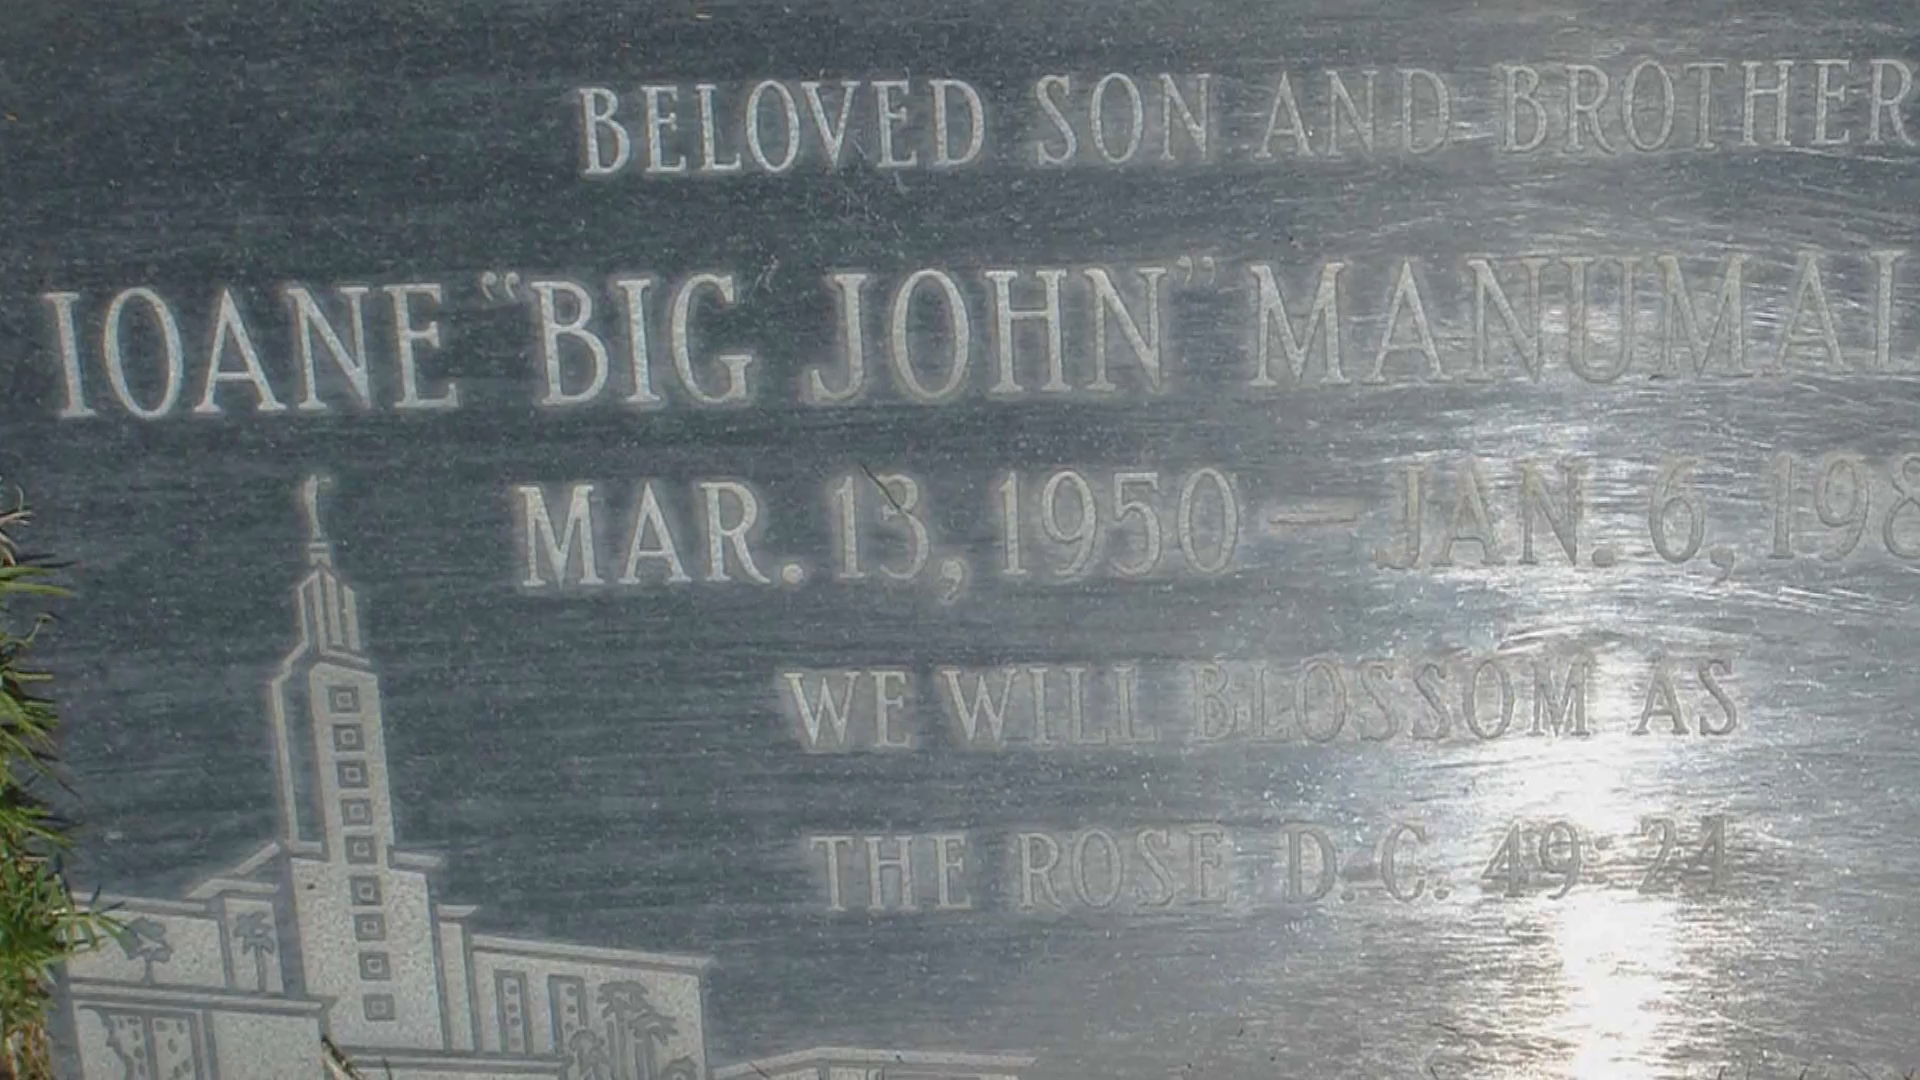 BELOVED SON AND BROTHER
IOANE “BIG JOHN” MANUMAL
MAR. 13, 1950 — JAN. 6, 198
WE WILL BLOSSOM AS
THE ROSE D.C. 49:24